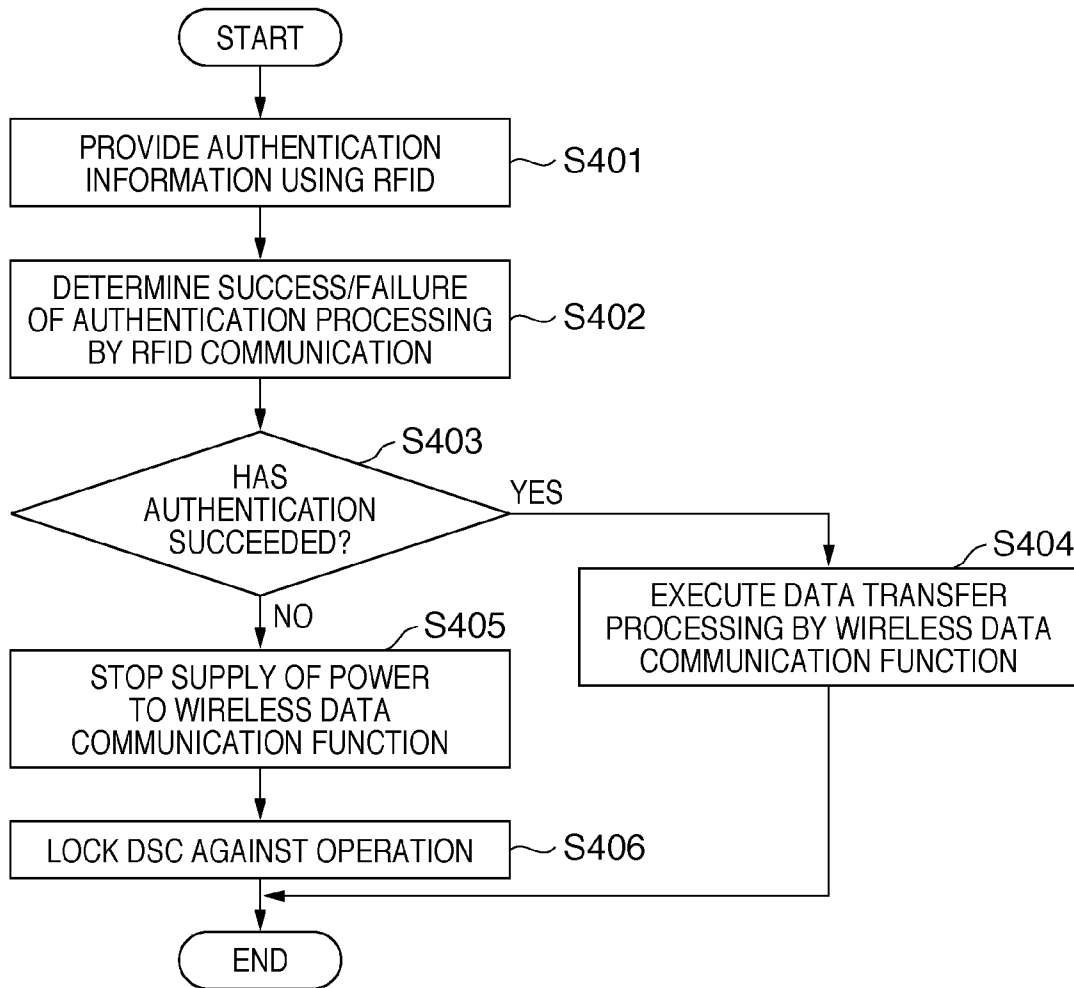 START
PROVIDE AUTHENTICATION
INFORMATION USING RFID
S401
DETERMINE SUCCESS/FAILURE
OF AUTHENTICATION PROCESSING
BY RFID COMMUNICATION
S402
S403
HAS
AUTHENTICATION
SUCCEEDED?
YES
NO
S404
EXECUTE DATA TRANSFER
PROCESSING BY WIRELESS DATA
COMMUNICATION FUNCTION
S405
STOP SUPPLY OF POWER
TO WIRELESS DATA
COMMUNICATION FUNCTION
LOCK DSC AGAINST OPERATION
S406
END